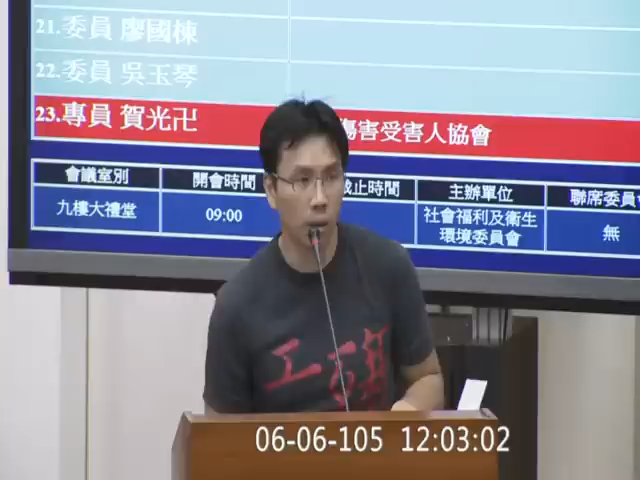 21.委員 廖國棟
22.委員 吳玉琴
23.專員 賀光卍 傷害受害人協會
會議室別 開會時間 截止時間 主辦單位 聯席委員會
九樓大禮堂 09:00 社會福利及衛生環境委員會 無
工
06-06-105 12:03:02